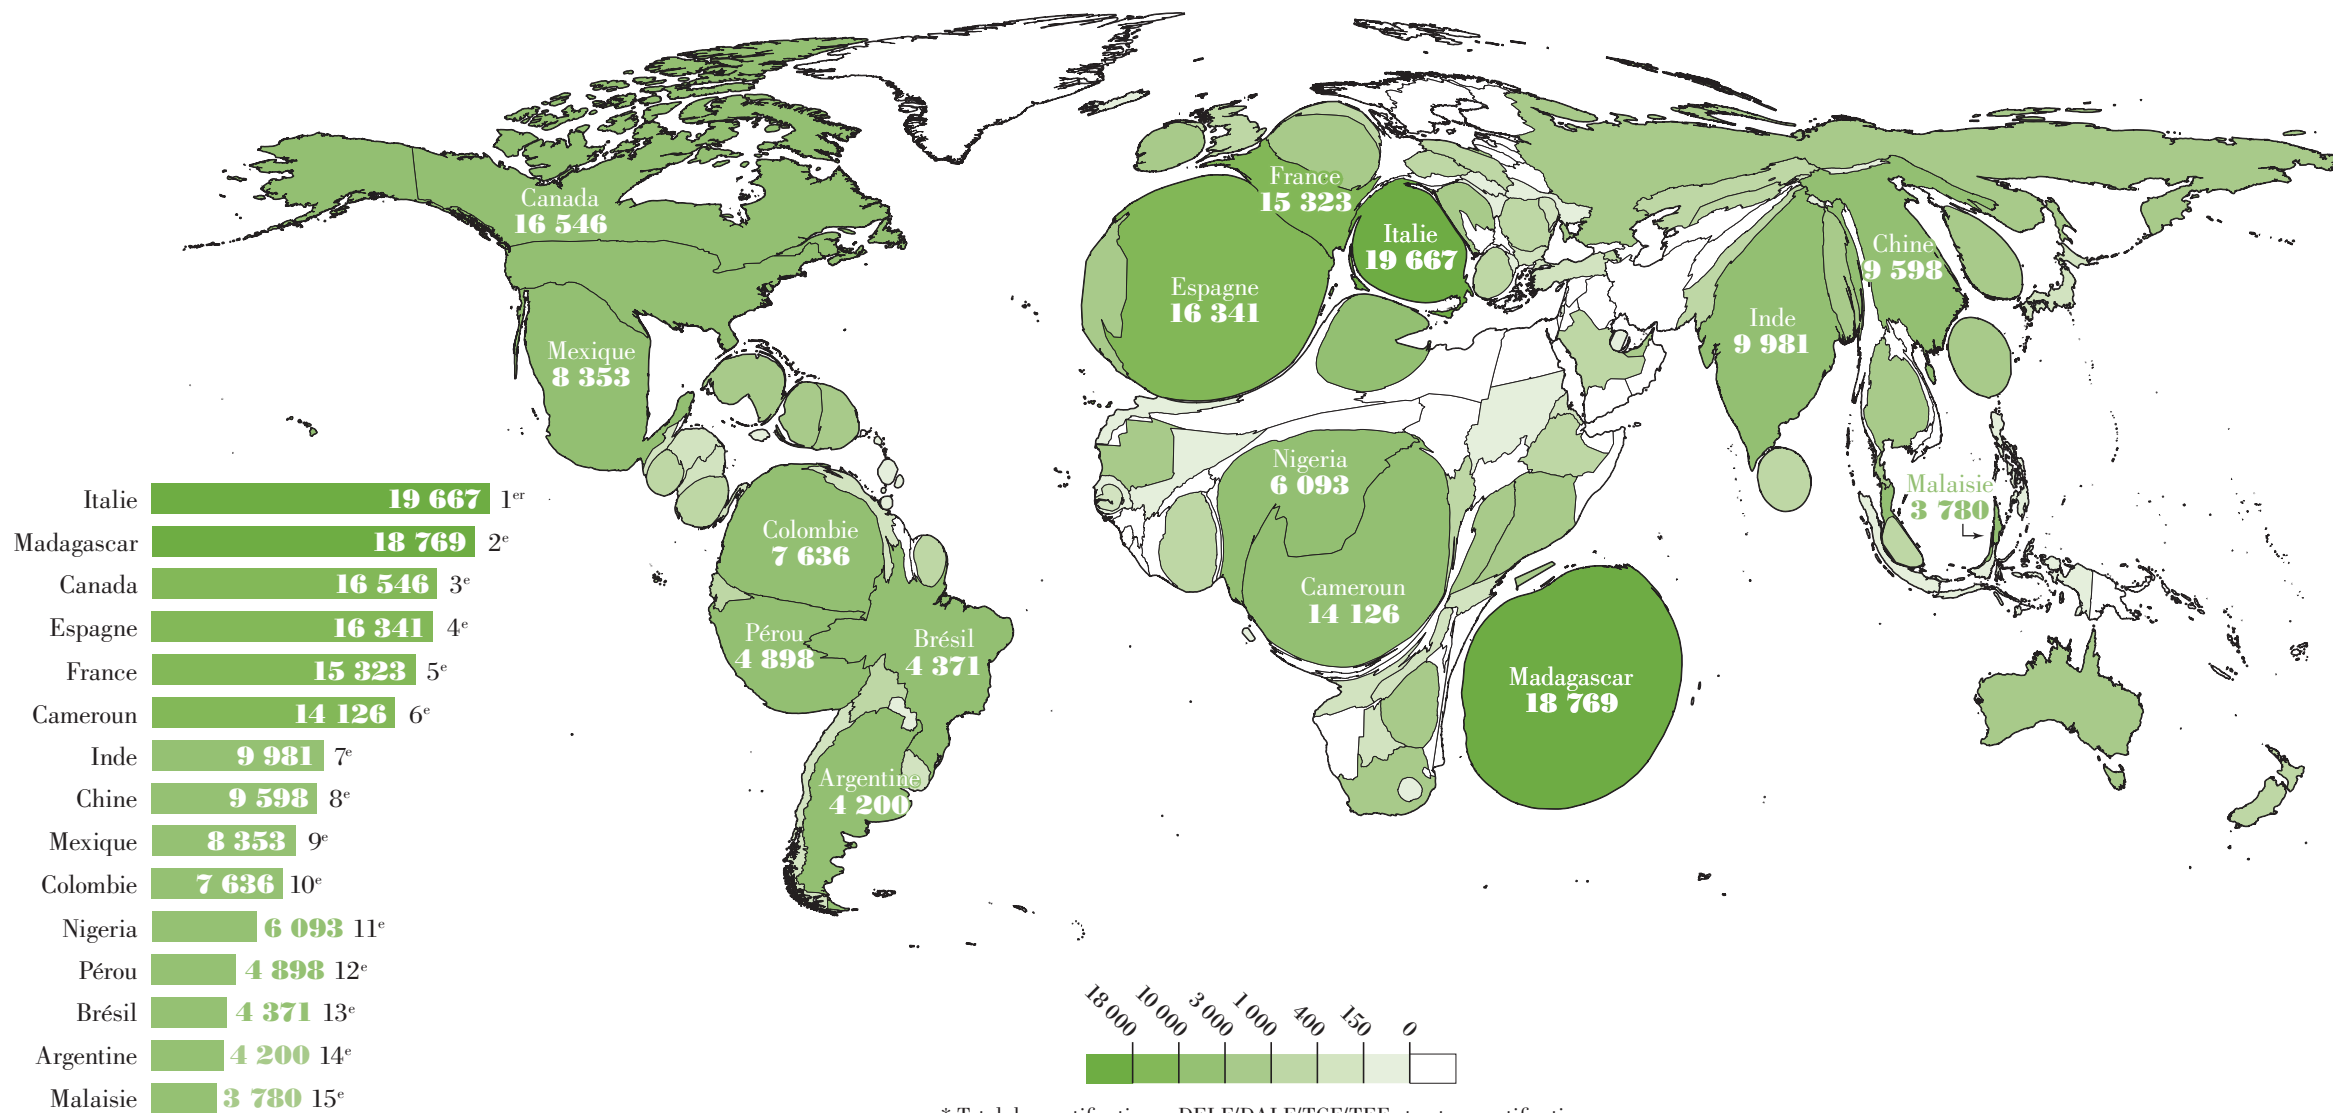 Canada
16 546
France
15 323
Italie
19 667
Chine
9 598
Espagne
16 341
Inde
9 981
Mexique
8 353
Nigeria
6 093
Malaisie
3 780
Colombie
7 636
Cameroun
14 126
Pérou
4 898
Brésil
4 371
Madagascar
18 769
Argentine
4 200
Italie 19 667 1er
Madagascar 18 769 2e
Canada 16 546 3e
Espagne 16 341 4e
France 15 323 5e
Cameroun 14 126 6e
Inde 9 981 7e
Chine 9 598 8e
Mexique 8 353 9e
Colombie 7 636 10e
Nigeria 6 093 11e
Pérou 4 898 12e
Brésil 4 371 13e
Argentine 4 200 14e
Malaisie 3 780 15e
18 000 10 000 3 000 1 000 400 150 0